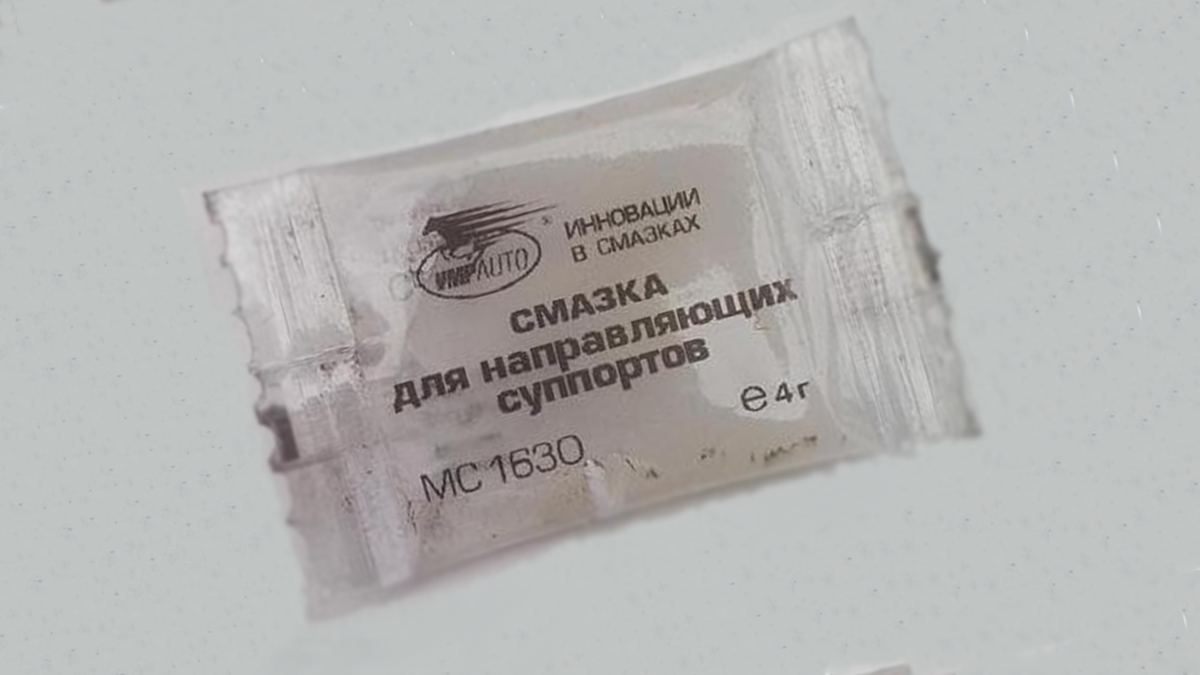 VMPAUTO
ИННОВАЦИИ
В СМАЗКАХ
СМАЗКА
для направляющих
суппортов
е 4 г
МС 1630